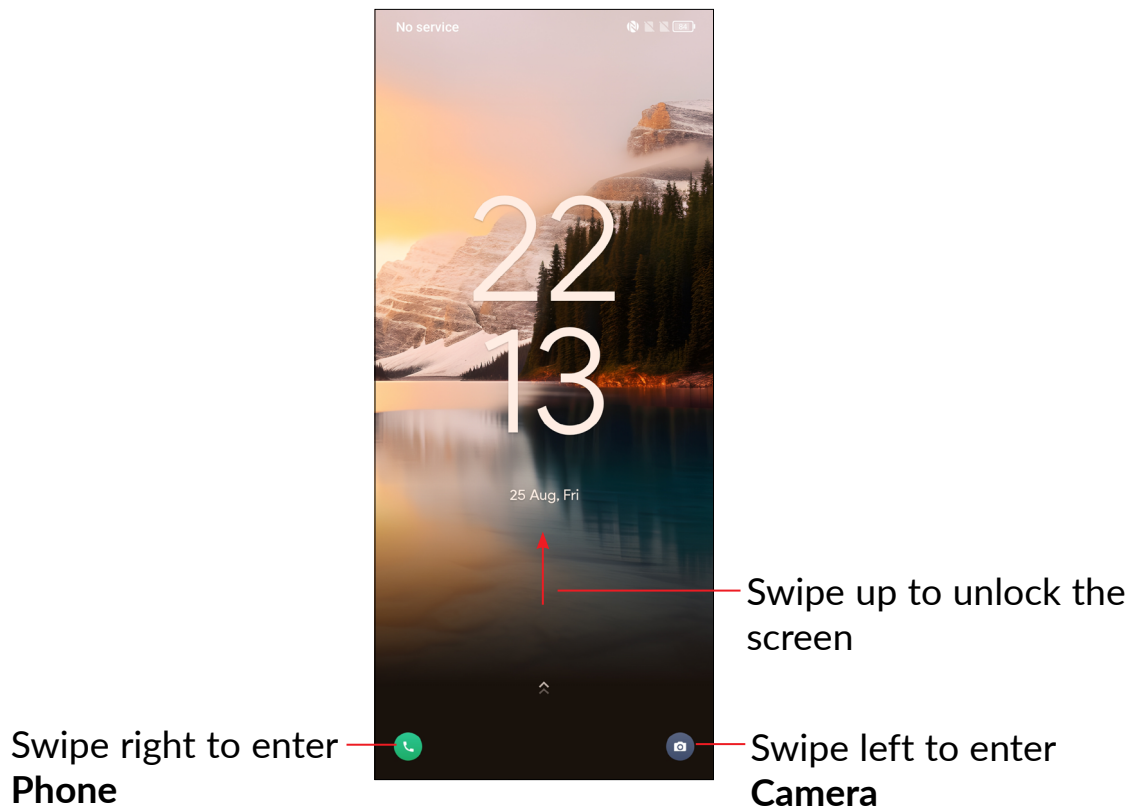 No service
22
13
25 Aug, Fri
Swipe up to unlock the
screen
Swipe right to enter
Phone
Swipe left to enter
Camera